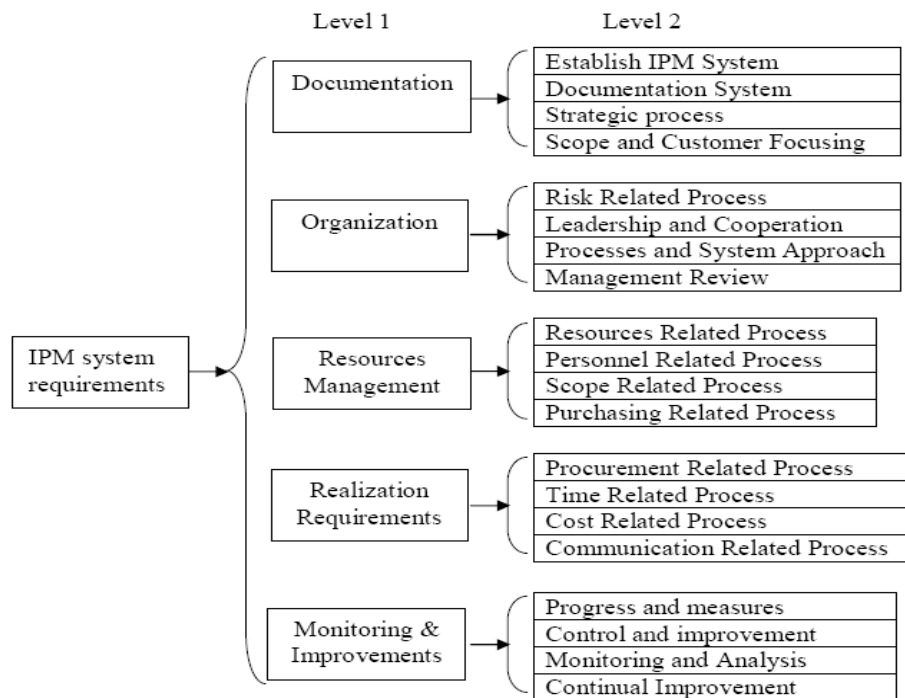 Level 1
Level 2
Documentation
Establish IPM System
Documentation System
Strategic process
Scope and Customer Focusing
Organization
Risk Related Process
Leadership and Cooperation
Processes and System Approach
Management Review
IPM system
requirements
Resources
Management
Resources Related Process
Personnel Related Process
Scope Related Process
Purchasing Related Process
Realization
Requirements
Procurement Related Process
Time Related Process
Cost Related Process
Communication Related Process
Monitoring &
Improvements
Progress and measures
Control and improvement
Monitoring and Analysis
Continual Improvement